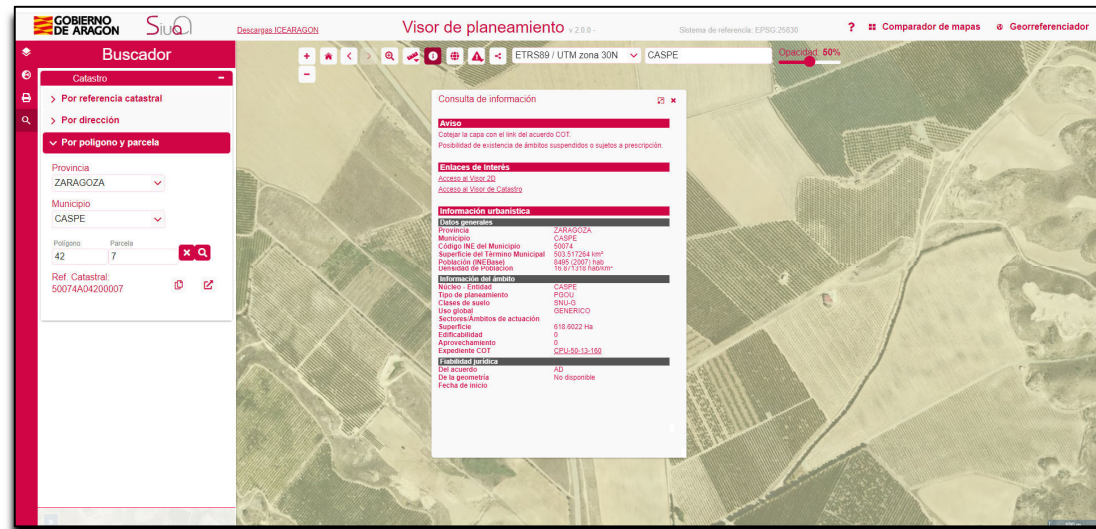 GOBIERNO
DE ARAGON
Siua
Descargas ICEARAGON
Visor de planeamiento v 2.0.0 -
Sistema de referencia: EPSG:25830
? Comparador de mapas Georreferenciador
Buscador
Catastro
Por referencia catastral
Por dirección
Por polígono y parcela
Provincia
ZARAGOZA
Municipio
CASPE
Polígono Parcela
42 7
Ref. Catastral:
50074A04200007
ETRS89 / UTM zona 30N CASPE
Opacidad: 50%
Consulta de información
Aviso
Cotejar la capa con el link del acuerdo COT.
Posibilidad de existencia de ámbitos suspendidos o sujetos a prescripción.
Enlaces de Interés
Acceso al Visor 2D
Acceso al Visor de Catastro
Información urbanística
Datos generales
Provincia ZARAGOZA
Municipio CASPE
Código INE del Municipio 50074
Superficie del Término Municipal 503.517264 km²
Población (INEBase) 8495 (2007) hab
Densidad de Población 16.871318 hab/km²
Información del ámbito
Núcleo - Entidad CASPE
Tipo de planeamiento PGOU
Clases de suelo SNU-G
Uso global GENERICO
Sectores/Ámbitos de actuación
Superficie 618.6022 Ha
Edificabilidad 0
Aprovechamiento 0
Expediente COT CPU-50-13-160
Fiabilidad jurídica
Del acuerdo AD
De la geometría No disponible
Fecha de inicio